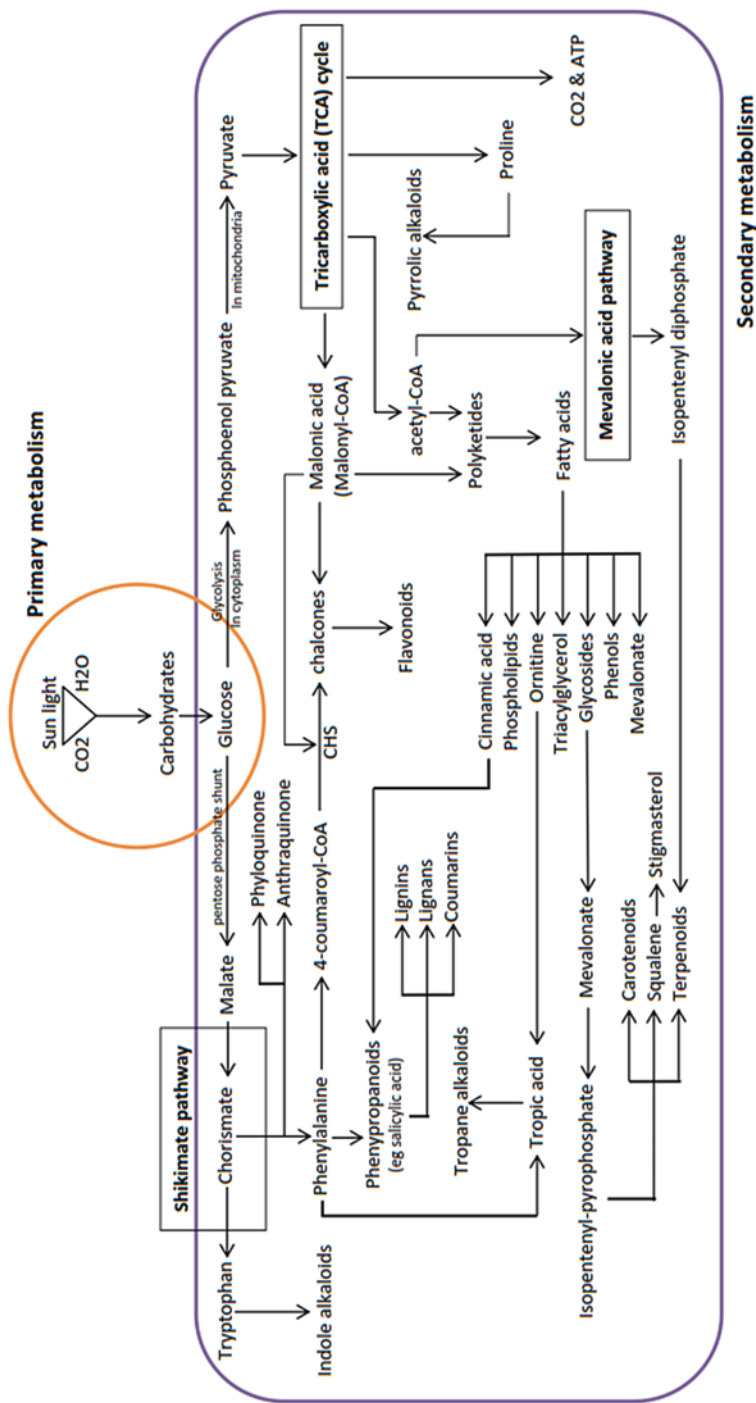 Primary metabolism
Sun light
CO2
H2O
Carbohydrates
Glucose
pentose phosphate shunt
Glycolysis
In cytoplasm
Phosphoenol pyruvate
In mitochondria
Pyruvate
Malate
Shikimate pathway
Chorismate
Tryptophan
Indole alkaloids
Phyloquinone
Anthraquinone
Tricarboxylic acid (TCA) cycle
Phenylalanine
4-coumaroyl-CoA
CHS
chalcones
Flavonoids
Malonic acid
(Malonyl-CoA)
acetyl-CoA
Polyketides
Fatty acids
Pyrrolic alkaloids
Proline
CO2 & ATP
Mevalonic acid pathway
Isopentenyl diphosphate
Phenypropanoids
(eg salicylic acid)
Lignins
Lignans
Coumarins
Cinnamic acid
Phospholipids
Ornitine
Triacylglycerol
Glycosides
Phenols
Mevalonate
Tropane alkaloids
Tropic acid
Isopentenyl-pyrophosphate
Mevalonate
Carotenoids
Squalene
Stigmasterol
Terpenoids
Secondary metabolism